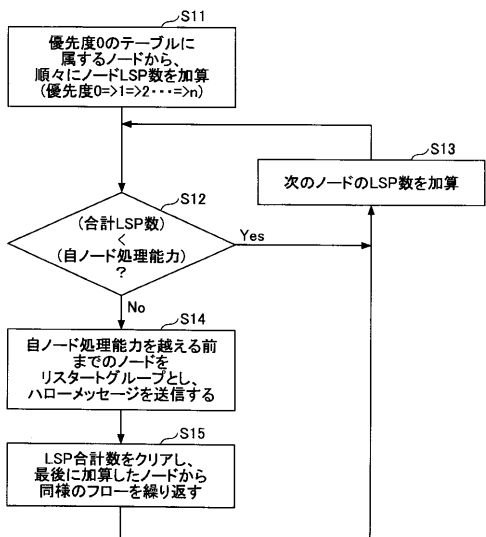 S11
優先度0のテーブルに
属するノードから、
順々にノードLSP数を加算
(優先度0=>1=>2・・・=>n)
S13
次のノードのLSP数を加算
S12
(合計LSP数)
<
(自ノード処理能力)
?
Yes
No
S14
自ノード処理能力を越える前
までのノードを
リスタートグループとし、
ハローメッセージを送信する
S15
LSP合計数をクリアし、
最後に加算したノードから
同様のフローを繰り返す